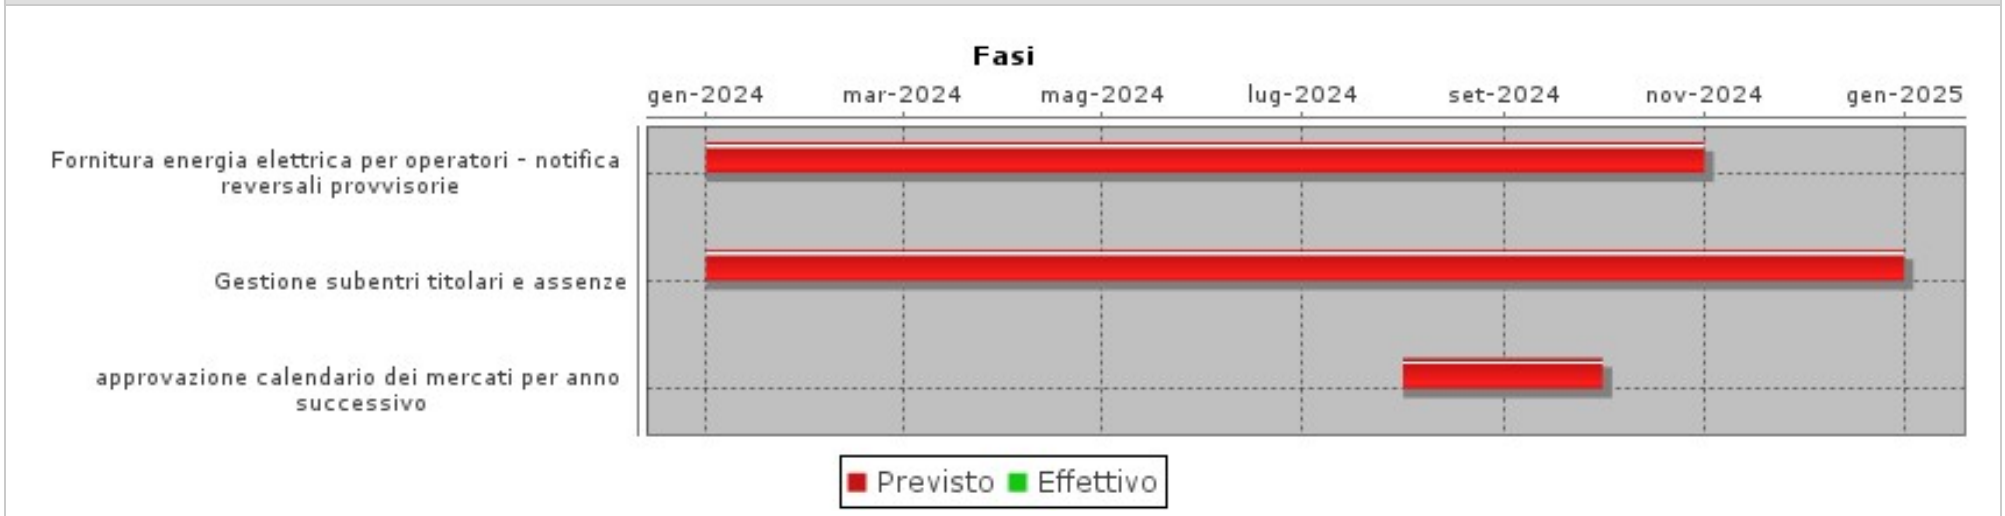 Fasi
gen-2024 mar-2024 mag-2024 lug-2024 set-2024 nov-2024 gen-2025
Fornitura energia elettrica per operatori - notifica
reversali provvisorie
Gestione subentri titolari e assenze
approvazione calendario dei mercati per anno
successivo
Previsto Effettivo